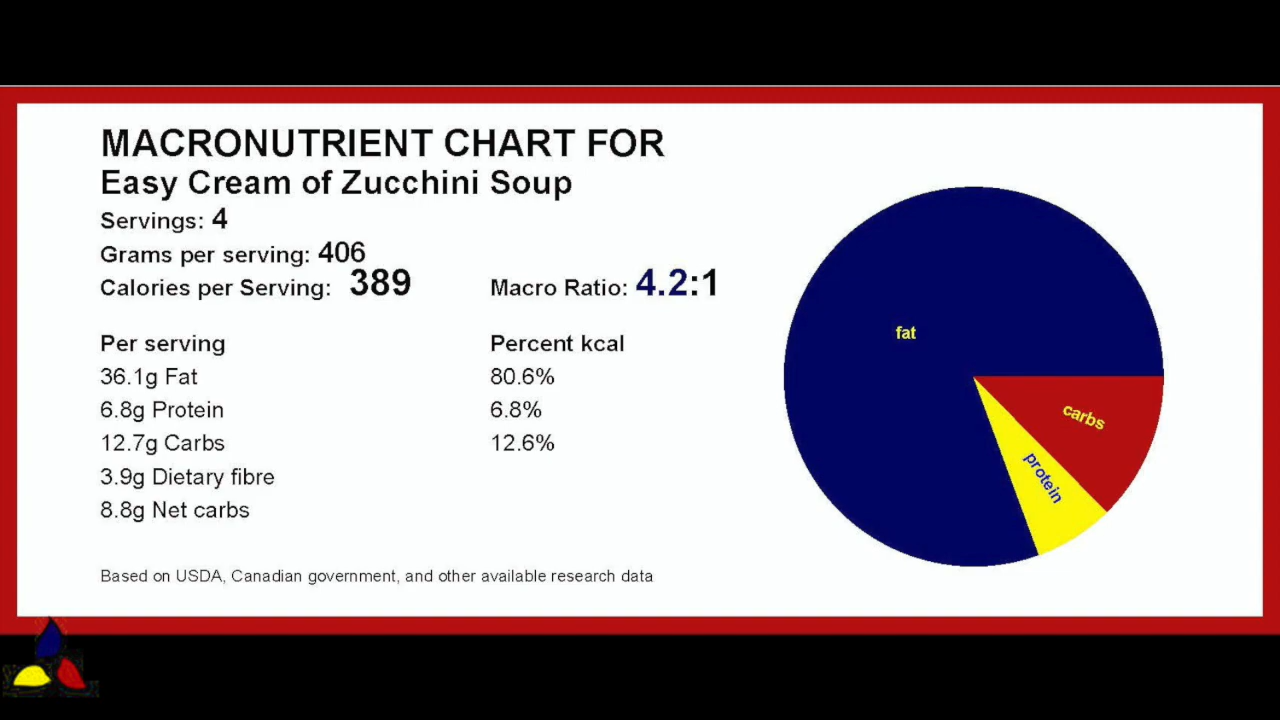 MACRONUTRIENT CHART FOR
Easy Cream of Zucchini Soup
Servings: 4
Grams per serving: 406
Calories per Serving: 389
Macro Ratio: 4.2:1
Per serving
36.1g Fat
6.8g Protein
12.7g Carbs
3.9g Dietary fibre
8.8g Net carbs
Percent kcal
80.6%
6.8%
12.6%
Based on USDA, Canadian government, and other available research data
fat
carbs
protein